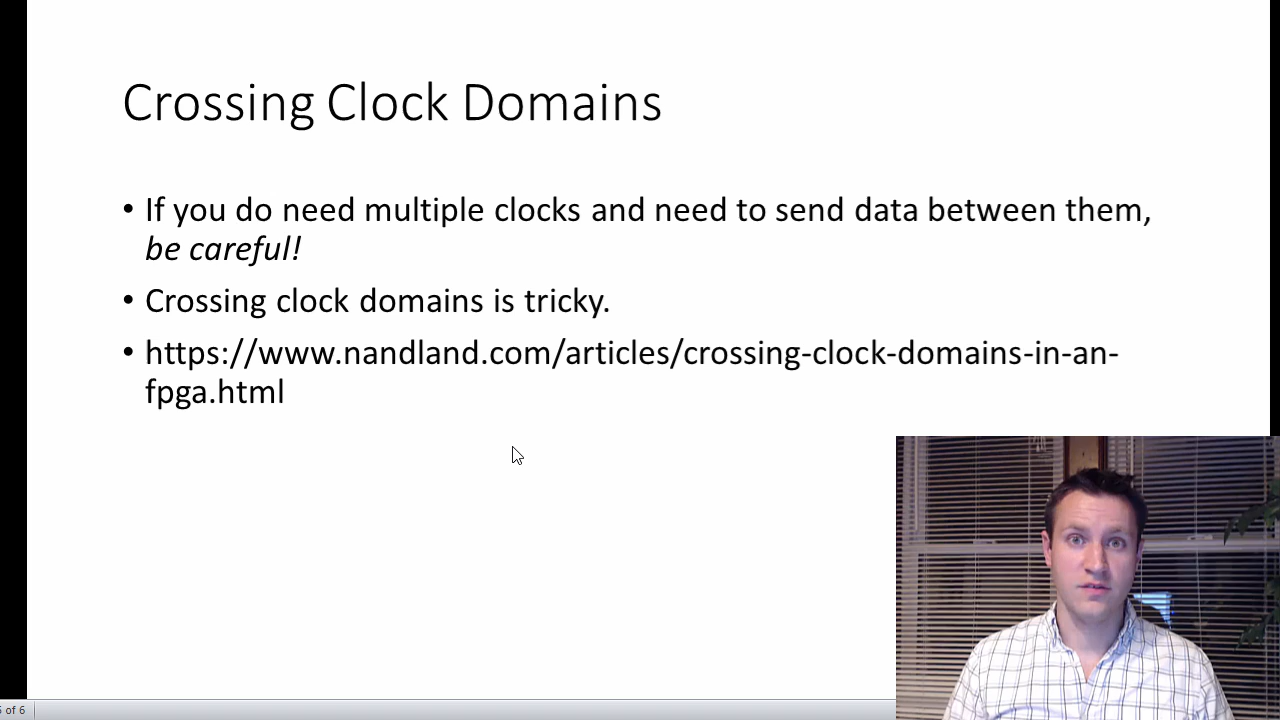 Crossing Clock Domains
• If you do need multiple clocks and need to send data between them,
be careful!
• Crossing clock domains is tricky.
• https://www.nandland.com/articles/crossing-clock-domains-in-an-
fpga.html
of 6